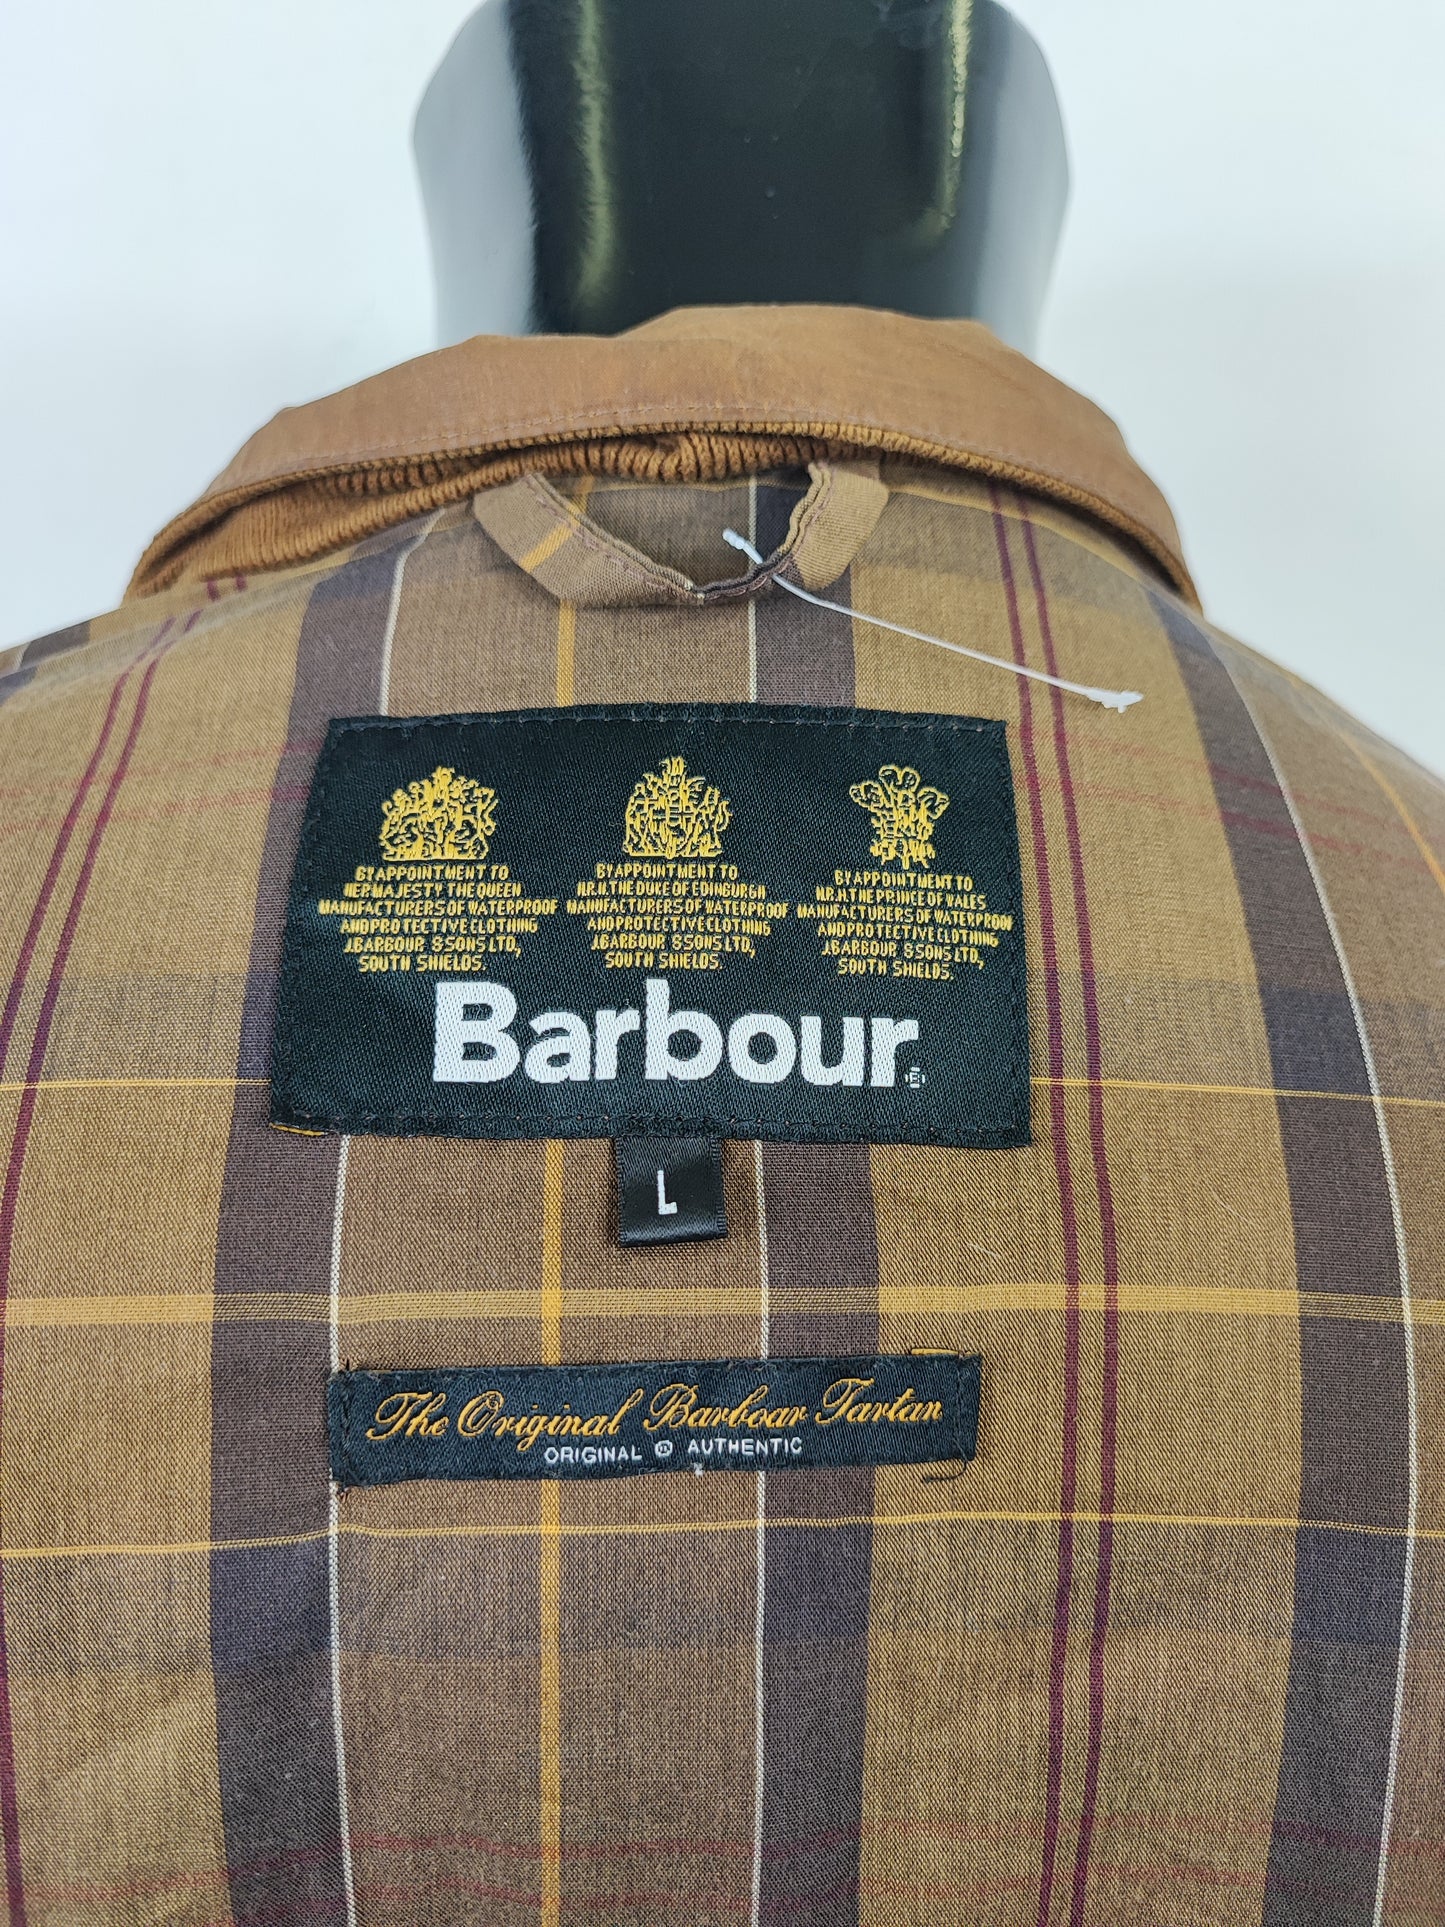 BY APPOINTMENT TO
HER MAJESTY THE QUEEN
MANUFACTURERS OF WATERPROOF
AND PROTECTIVE CLOTHING
J.BARBOUR & SONS LTD,
SOUTH SHIELDS.
BY APPOINTMENT TO
H.R.H. THE DUKE OF EDINBURGH
MANUFACTURERS OF WATERPROOF
AND PROTECTIVE CLOTHING
J.BARBOUR & SONS LTD,
SOUTH SHIELDS.
BY APPOINTMENT TO
H.R.H. THE PRINCE OF WALES
MANUFACTURERS OF WATERPROOF
AND PROTECTIVE CLOTHING
J.BARBOUR & SONS LTD,
SOUTH SHIELDS.
Barbour®
L
The Original Barbour Tartan
ORIGINAL ® AUTHENTIC